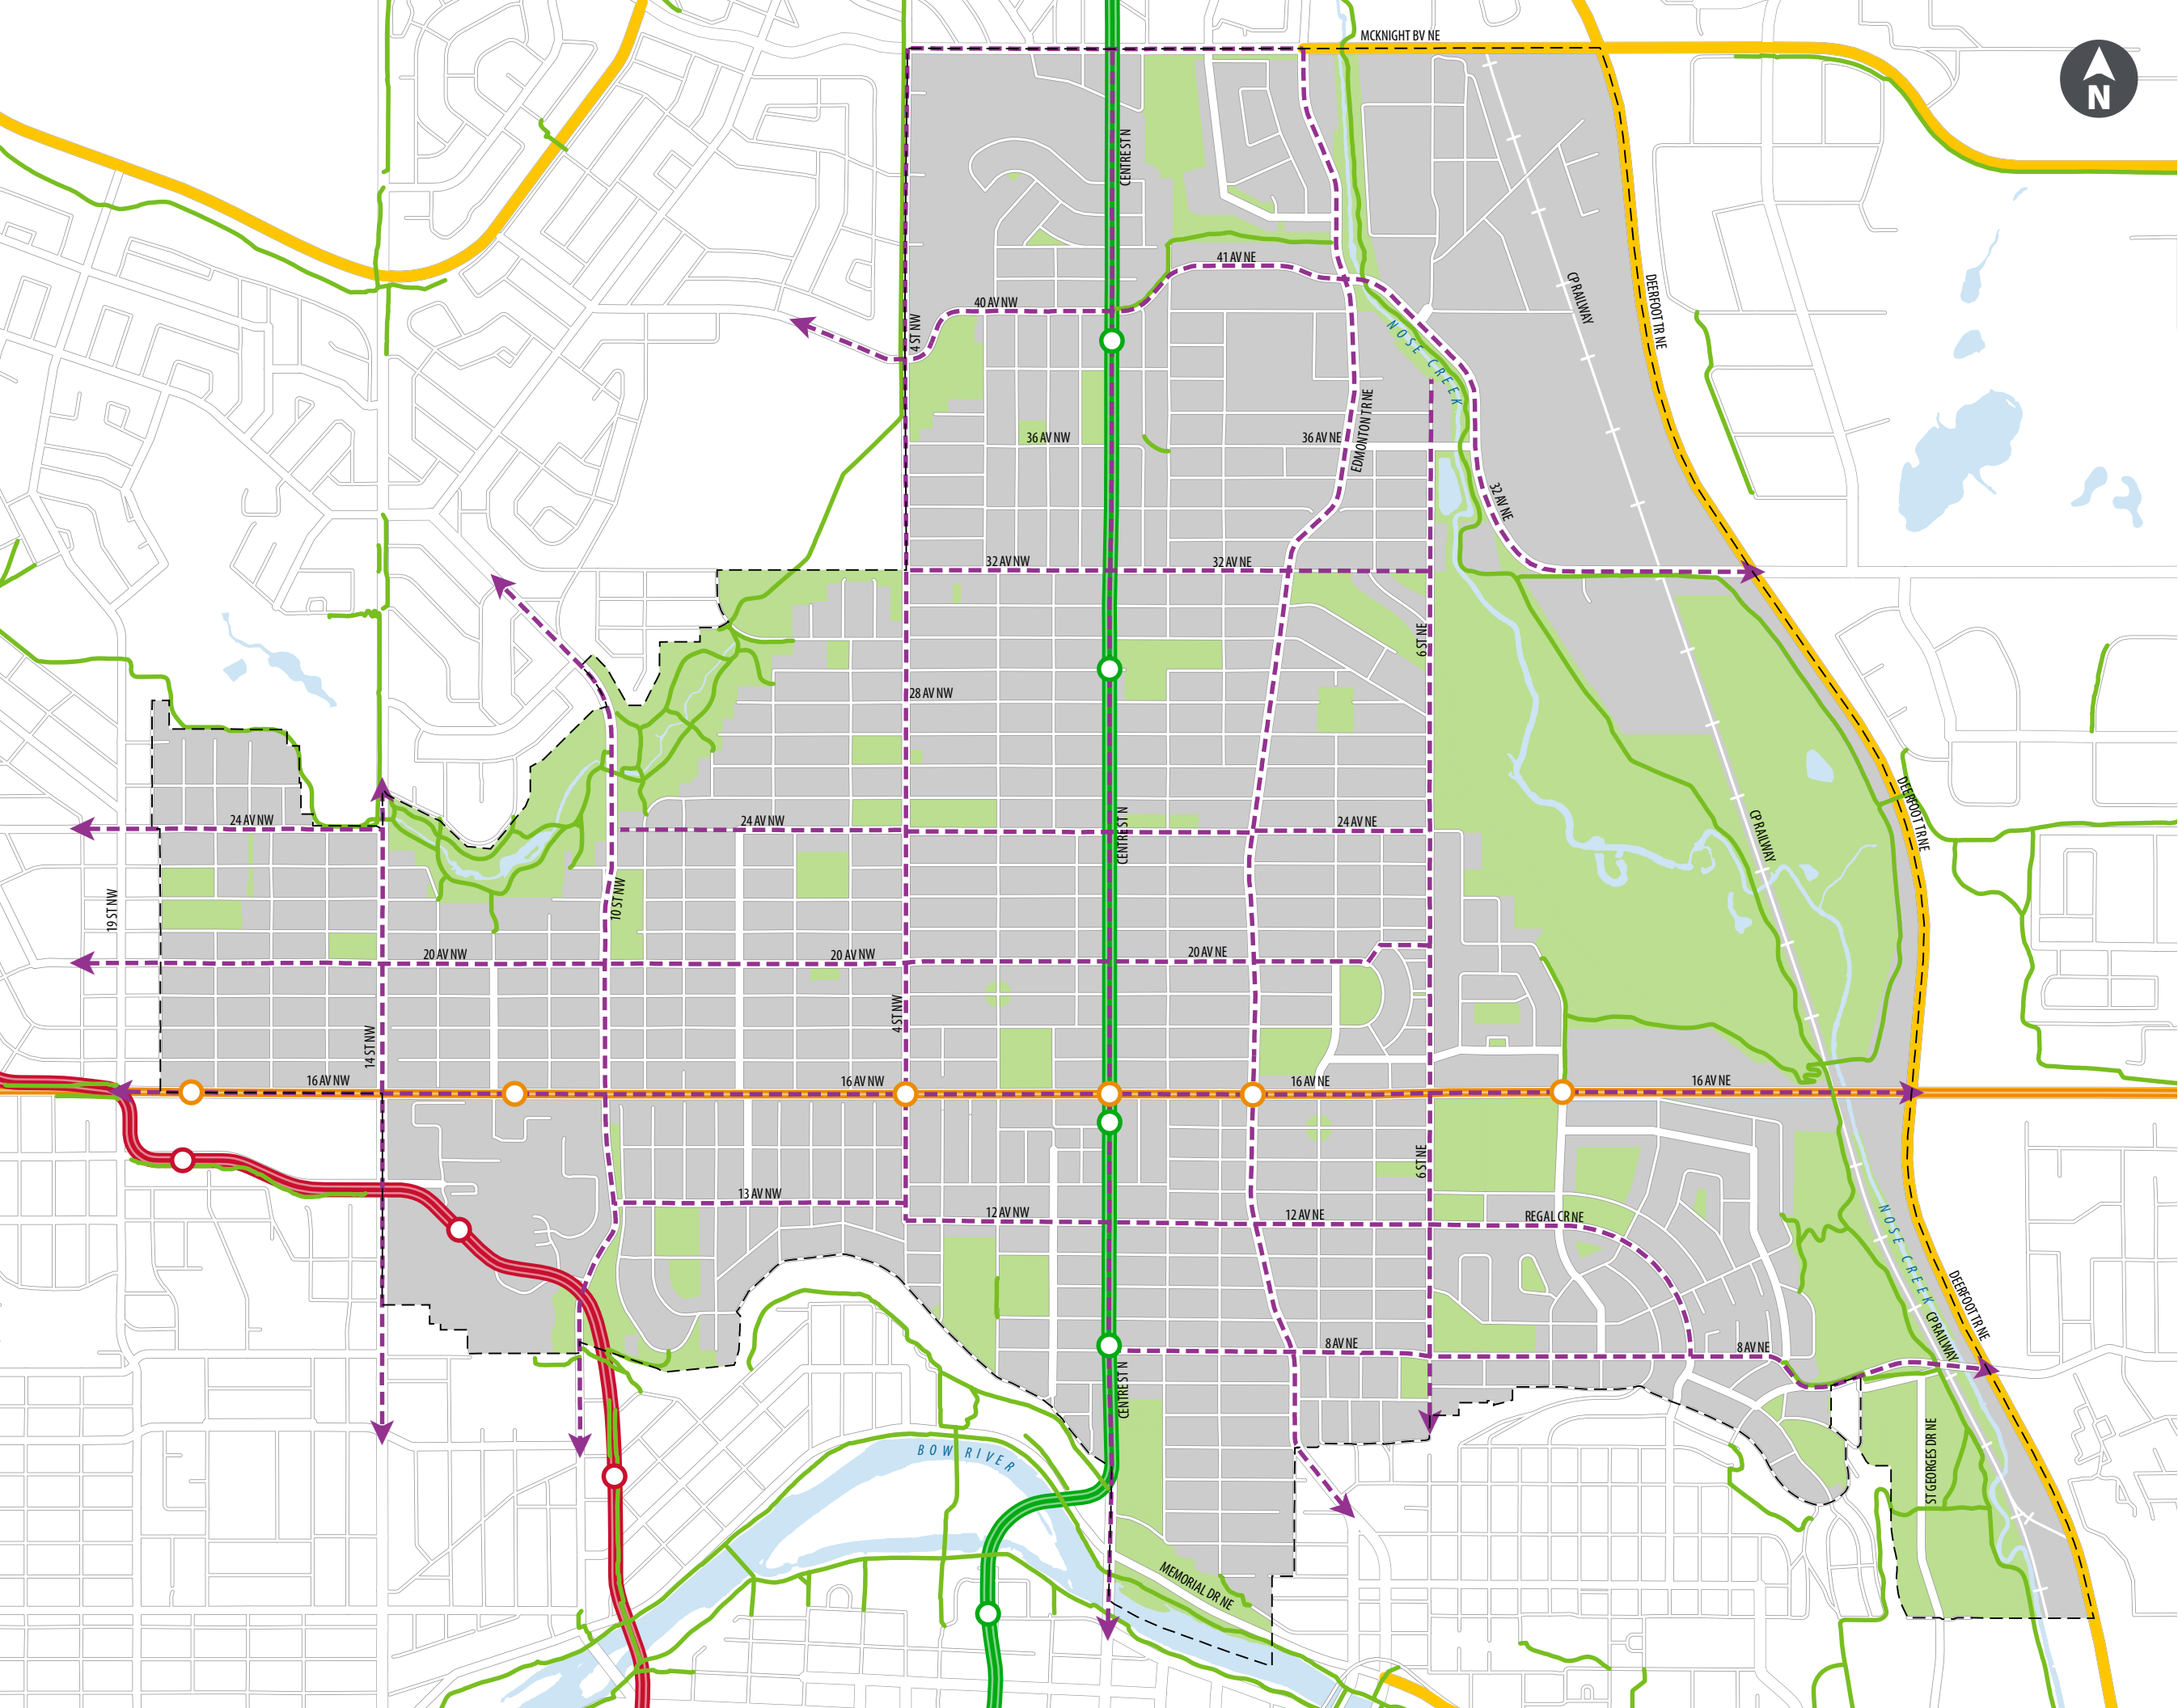 MCKNIGHT BV NE
N
CENTRE ST N
41 AV NE
40 AV NW
4 ST NW
CP RAILWAY
DEERFOOT TR NE
NOSE CREEK
36 AV NW
36 AV NE
EDMONTON TR NE
32 AV NE
32 AV NW
32 AV NE
6 ST NE
28 AV NW
24 AV NW
24 AV NW
CENTRE ST N
24 AV NE
CP RAILWAY
DEERFOOT TR NE
19 ST NW
10 ST NW
20 AV NW
20 AV NW
20 AV NE
4 ST NW
14 ST NW
16 AV NW
16 AV NW
16 AV NE
16 AV NE
6 ST NE
13 AV NW
12 AV NW
12 AV NE
REGAL CR NE
NOSE CREEK
DEERFOOT TR NE
CP RAILWAY
8 AV NE
8 AV NE
CENTRE ST N
BOW RIVER
ST GEORGES DR NE
MEMORIAL DR NE